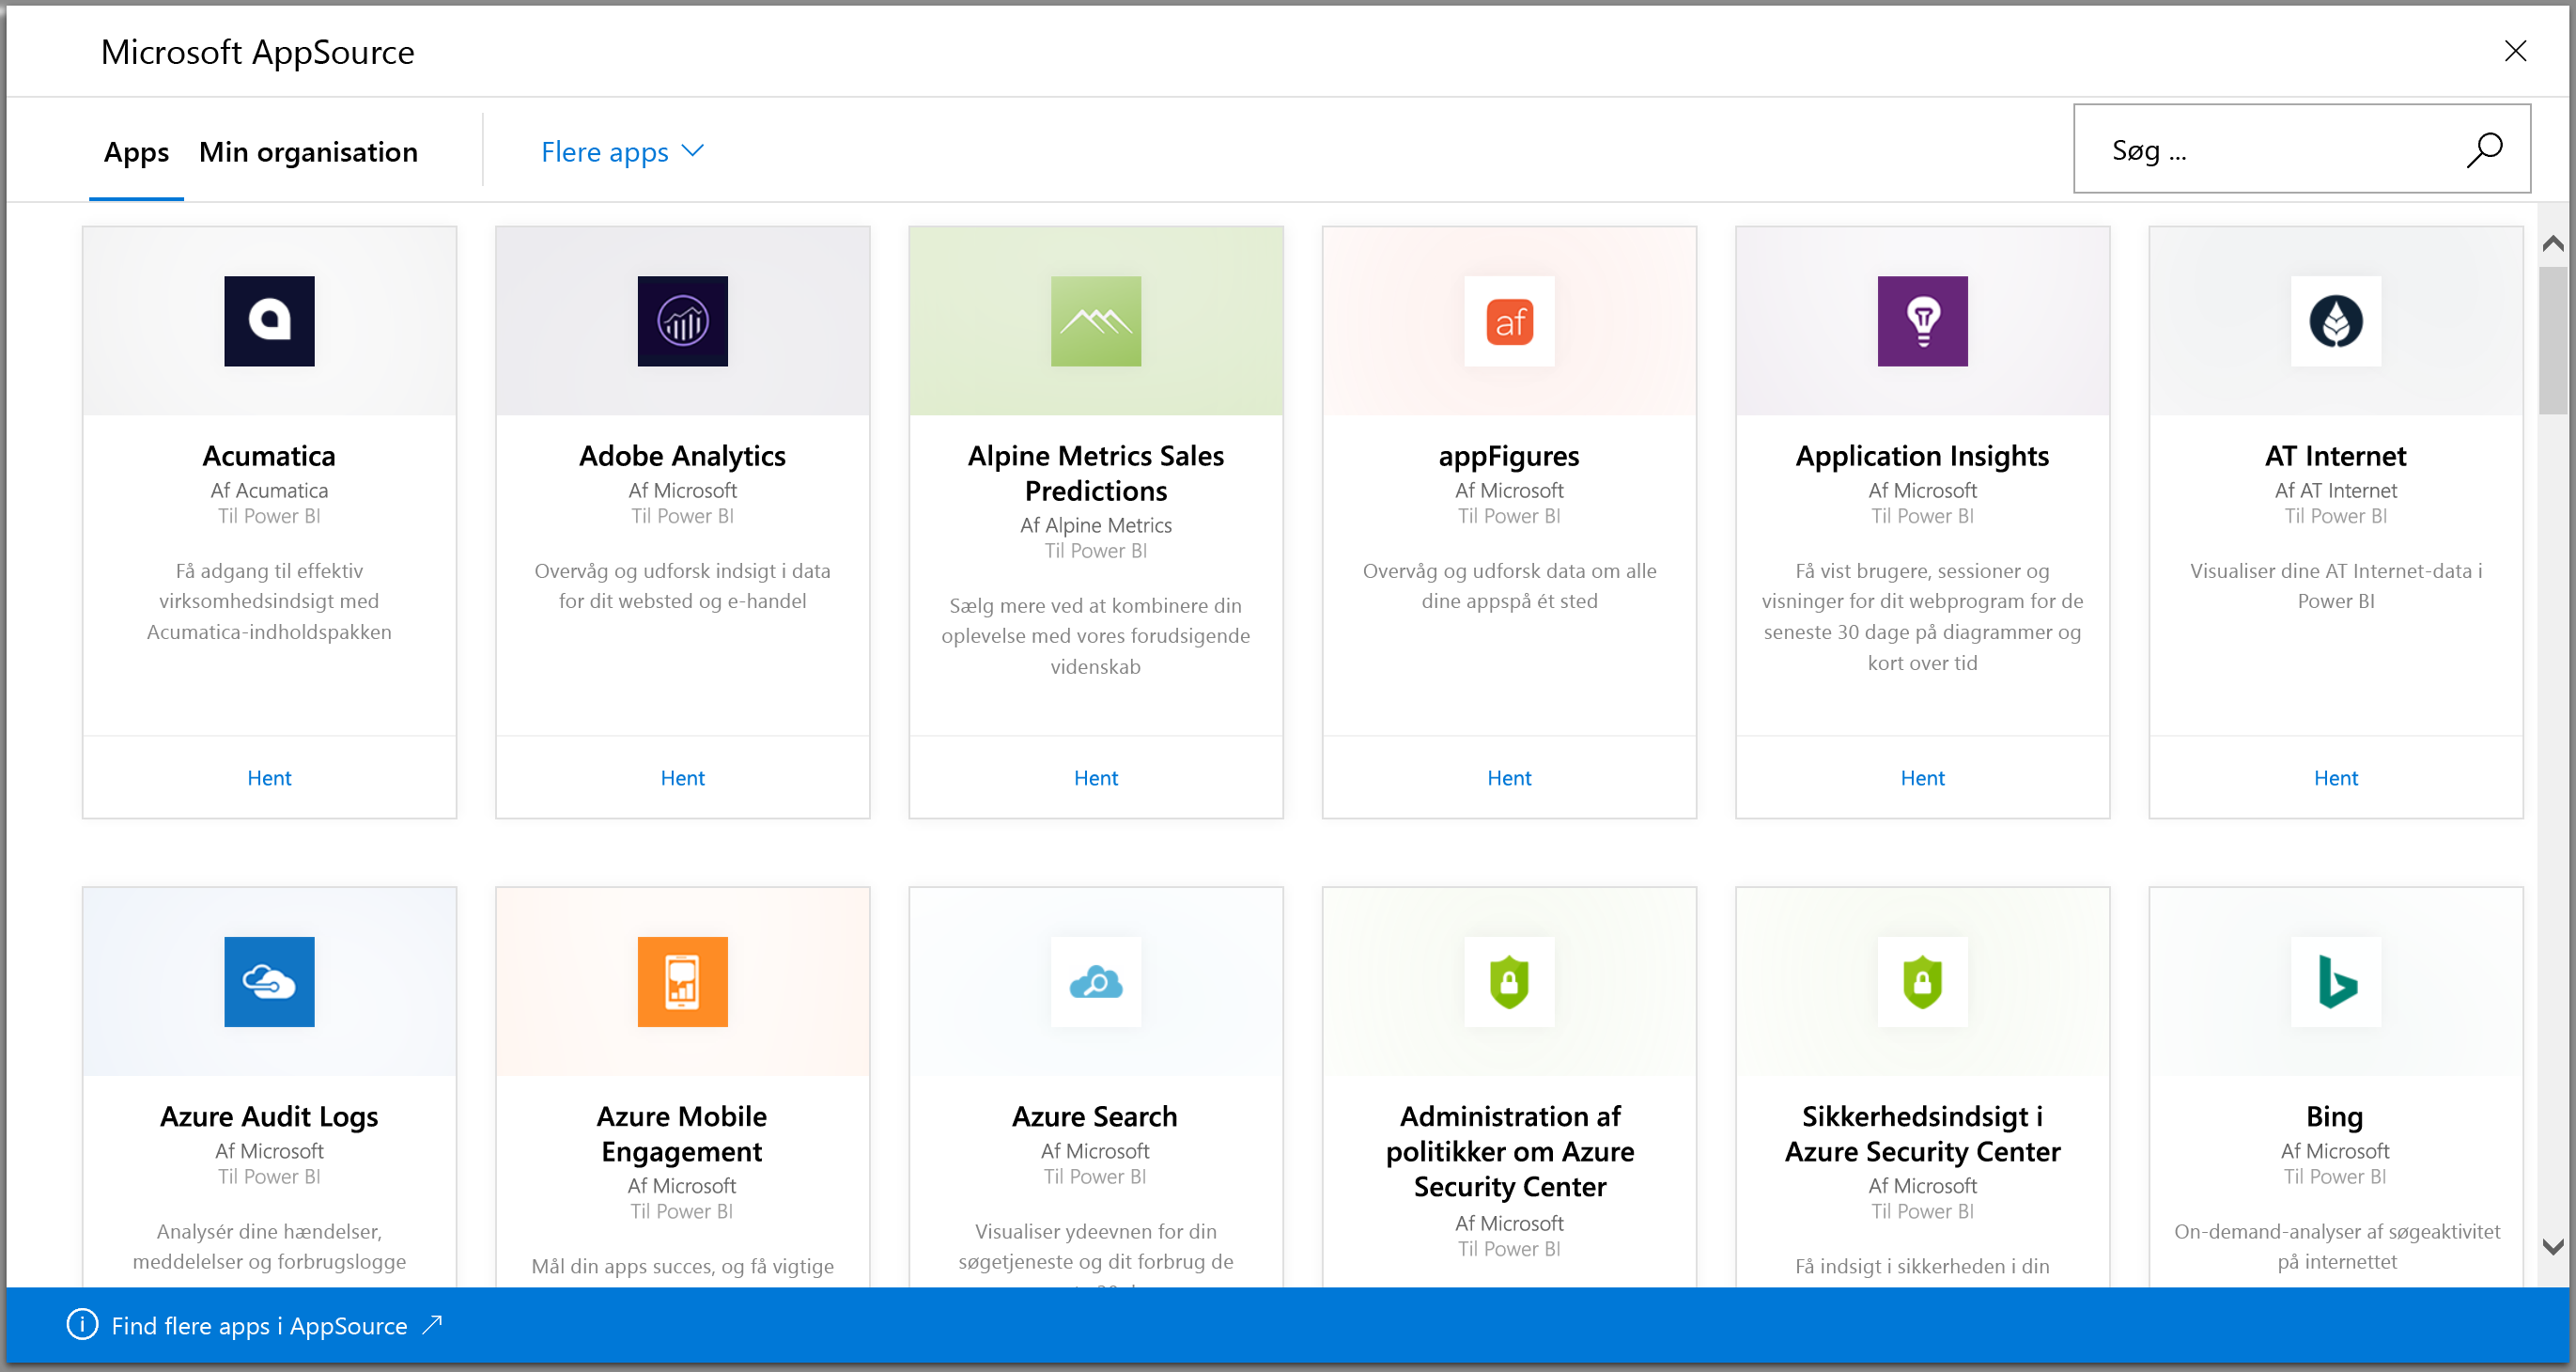 Microsoft AppSource
Apps
Min organisation
Flere apps
Søg ...
af
Acumatica
Af Acumatica
Til Power BI
Få adgang til effektiv
virksomhedsindsigt med
Acumatica-indholdspakken
Hent
Adobe Analytics
Af Microsoft
Til Power BI
Overvåg og udforsk indsigt i data
for dit websted og e-handel
Hent
Alpine Metrics Sales
Predictions
Af Alpine Metrics
Til Power BI
Sælg mere ved at kombinere din
oplevelse med vores forudsigende
videnskab
Hent
appFigures
Af Microsoft
Til Power BI
Overvåg og udforsk data om alle
dine appspå ét sted
Hent
Application Insights
Af Microsoft
Til Power BI
Få vist brugere, sessioner og
visninger for dit webprogram for de
seneste 30 dage på diagrammer og
kort over tid
Hent
AT Internet
Af AT Internet
Til Power BI
Visualiser dine AT Internet-data i
Power BI
Hent
Azure Audit Logs
Af Microsoft
Til Power BI
Analysér dine hændelser,
meddelelser og forbrugslogge
Azure Mobile
Engagement
Af Microsoft
Til Power BI
Mål din apps succes, og få vigtige
Azure Search
Af Microsoft
Til Power BI
Visualiser ydeevnen for din
søgetjeneste og dit forbrug de
Administration af
politikker om Azure
Security Center
Af Microsoft
Til Power BI
Sikkerhedsindsigt i
Azure Security Center
Af Microsoft
Til Power BI
Få indsigt i sikkerheden i din
Bing
Af Microsoft
Til Power BI
On-demand-analyser af søgeaktivitet
på internettet
Find flere apps i AppSource